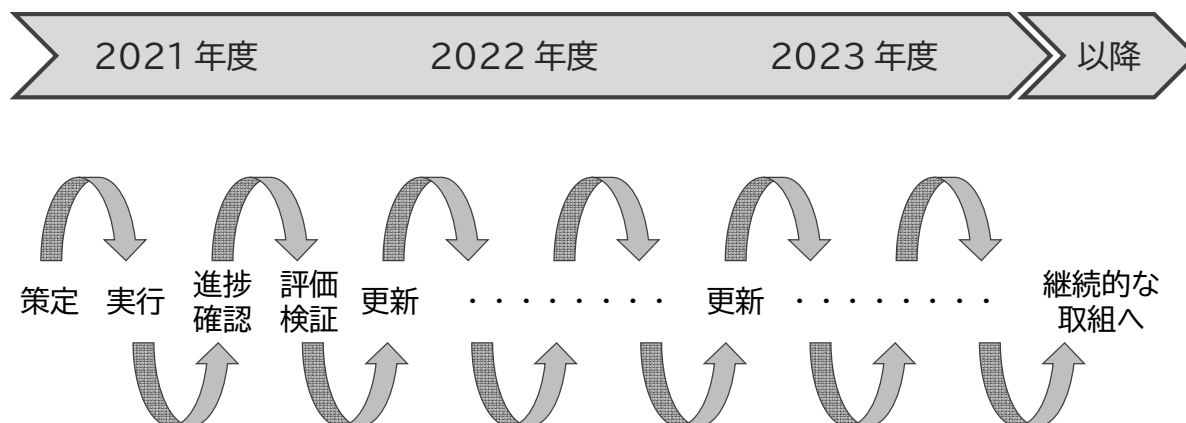 2021 年度 2022 年度 2023 年度 以降
策定 実行 進捗確認 評価検証 更新 ・・・・・・・・ 更新 ・・・・・・・・ 継続的な取組へ